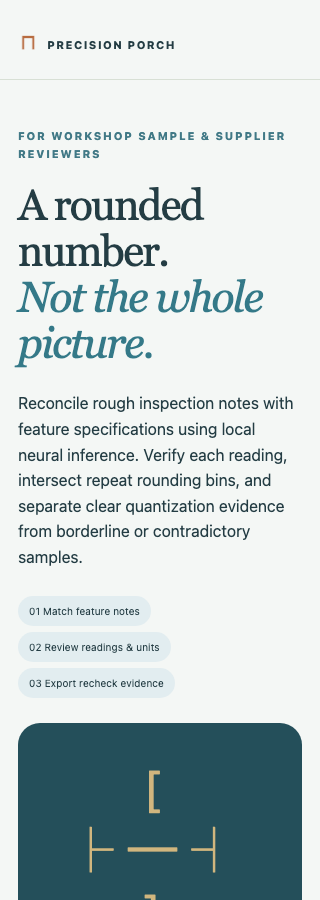 PRECISION PORCH
FOR WORKSHOP SAMPLE & SUPPLIER
REVIEWERS
A rounded
number.
Not the whole
picture.
Reconcile rough inspection notes with
feature specifications using local
neural inference. Verify each reading,
intersect repeat rounding bins, and
separate clear quantization evidence
from borderline or contradictory
samples.
01 Match feature notes
02 Review readings & units
03 Export recheck evidence